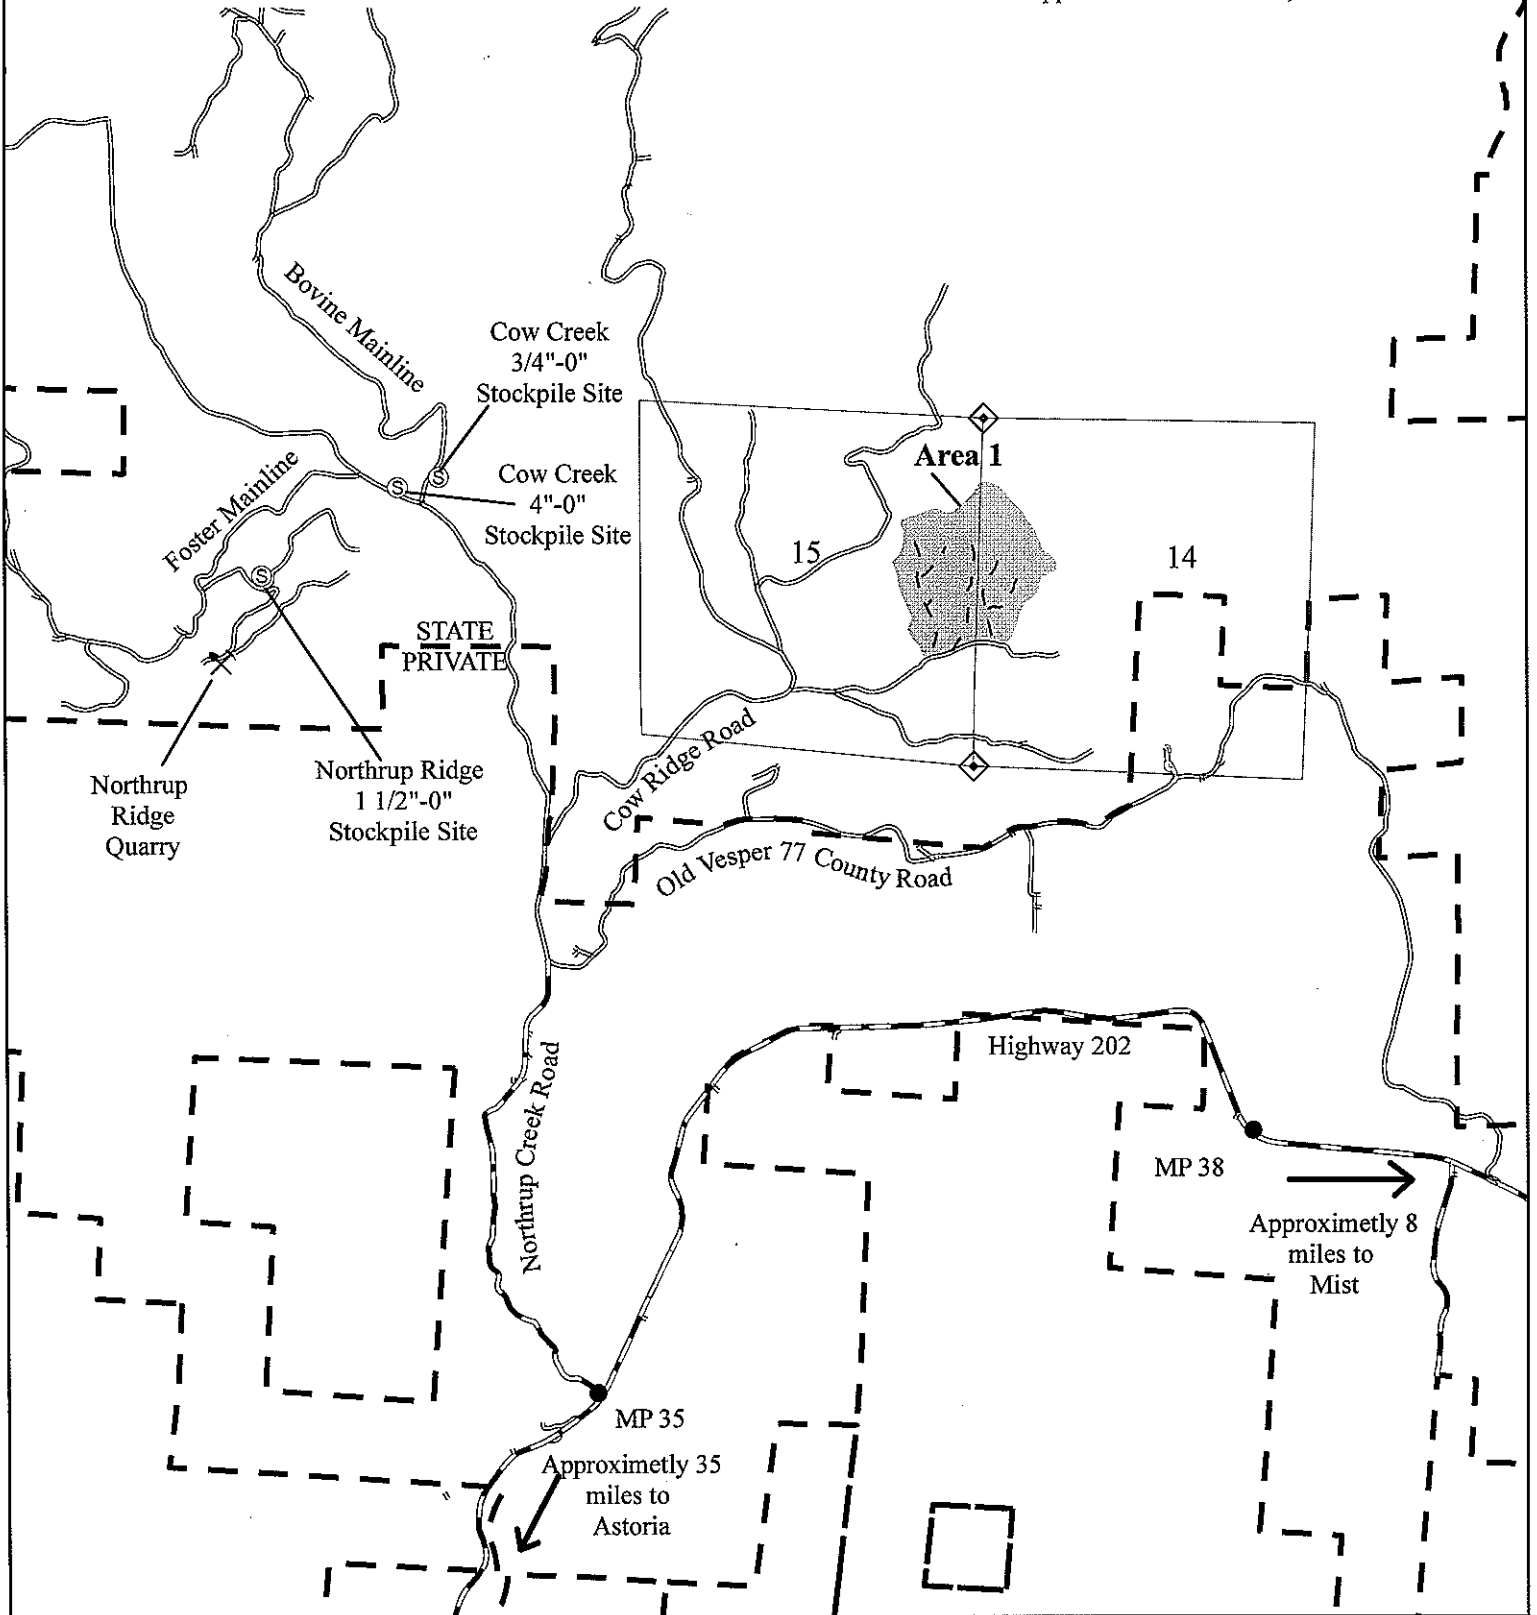 Bovine Mainline
Cow Creek
3/4"-0"
Stockpile Site
Cow Creek
4"-0"
Stockpile Site
S
S
Foster Mainline
S
Area 1
15
14
STATE
PRIVATE
Northrup
Ridge
Quarry
Northrup Ridge
1 1/2"-0"
Stockpile Site
Cow Ridge Road
Old Vesper 77 County Road
Highway 202
Northrup Creek Road
MP 38
Approximetly 8
miles to
Mist
MP 35
Approximetly 35
miles to
Astoria